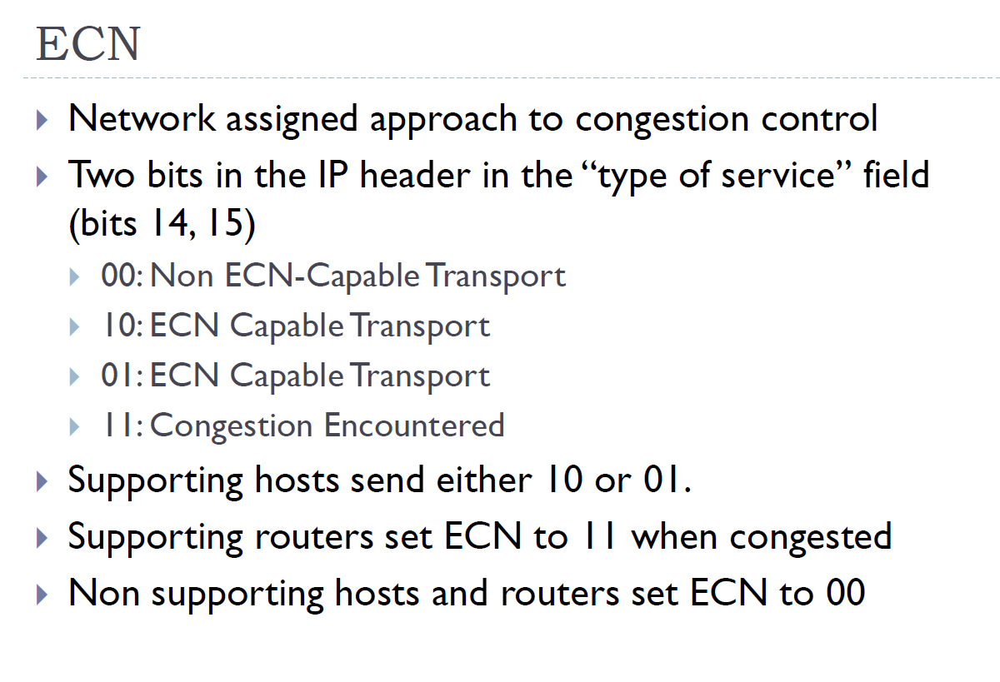 ECN
Network assigned approach to congestion control
Two bits in the IP header in the “type of service” field
(bits 14, 15)
00: Non ECN-Capable Transport
10: ECN Capable Transport
01: ECN Capable Transport
11: Congestion Encountered
Supporting hosts send either 10 or 01.
Supporting routers set ECN to 11 when congested
Non supporting hosts and routers set ECN to 00